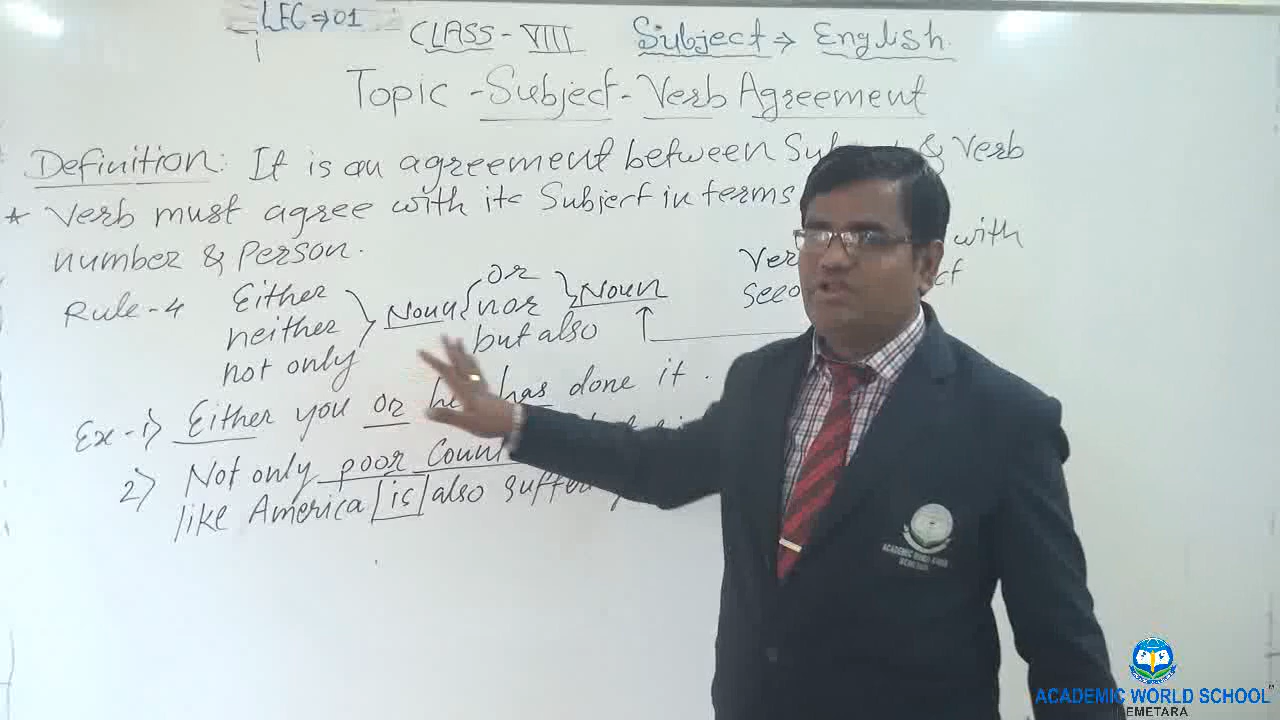 LEC ⇒ 01
CLASS - VIII Subject → English.
Topic - Subject - Verb Agreement
Definition: It is an agreement between & Verb
* Verb must agree with its Subject in terms
number & person.
with
Rule-4 Either
neither
not only
Noun
or
nor
but also
Noun
Ex-1) Either you or has done it.
2) Not only poor
like America is also
ACADEMIC WORLD SCHOOL
EMETARA